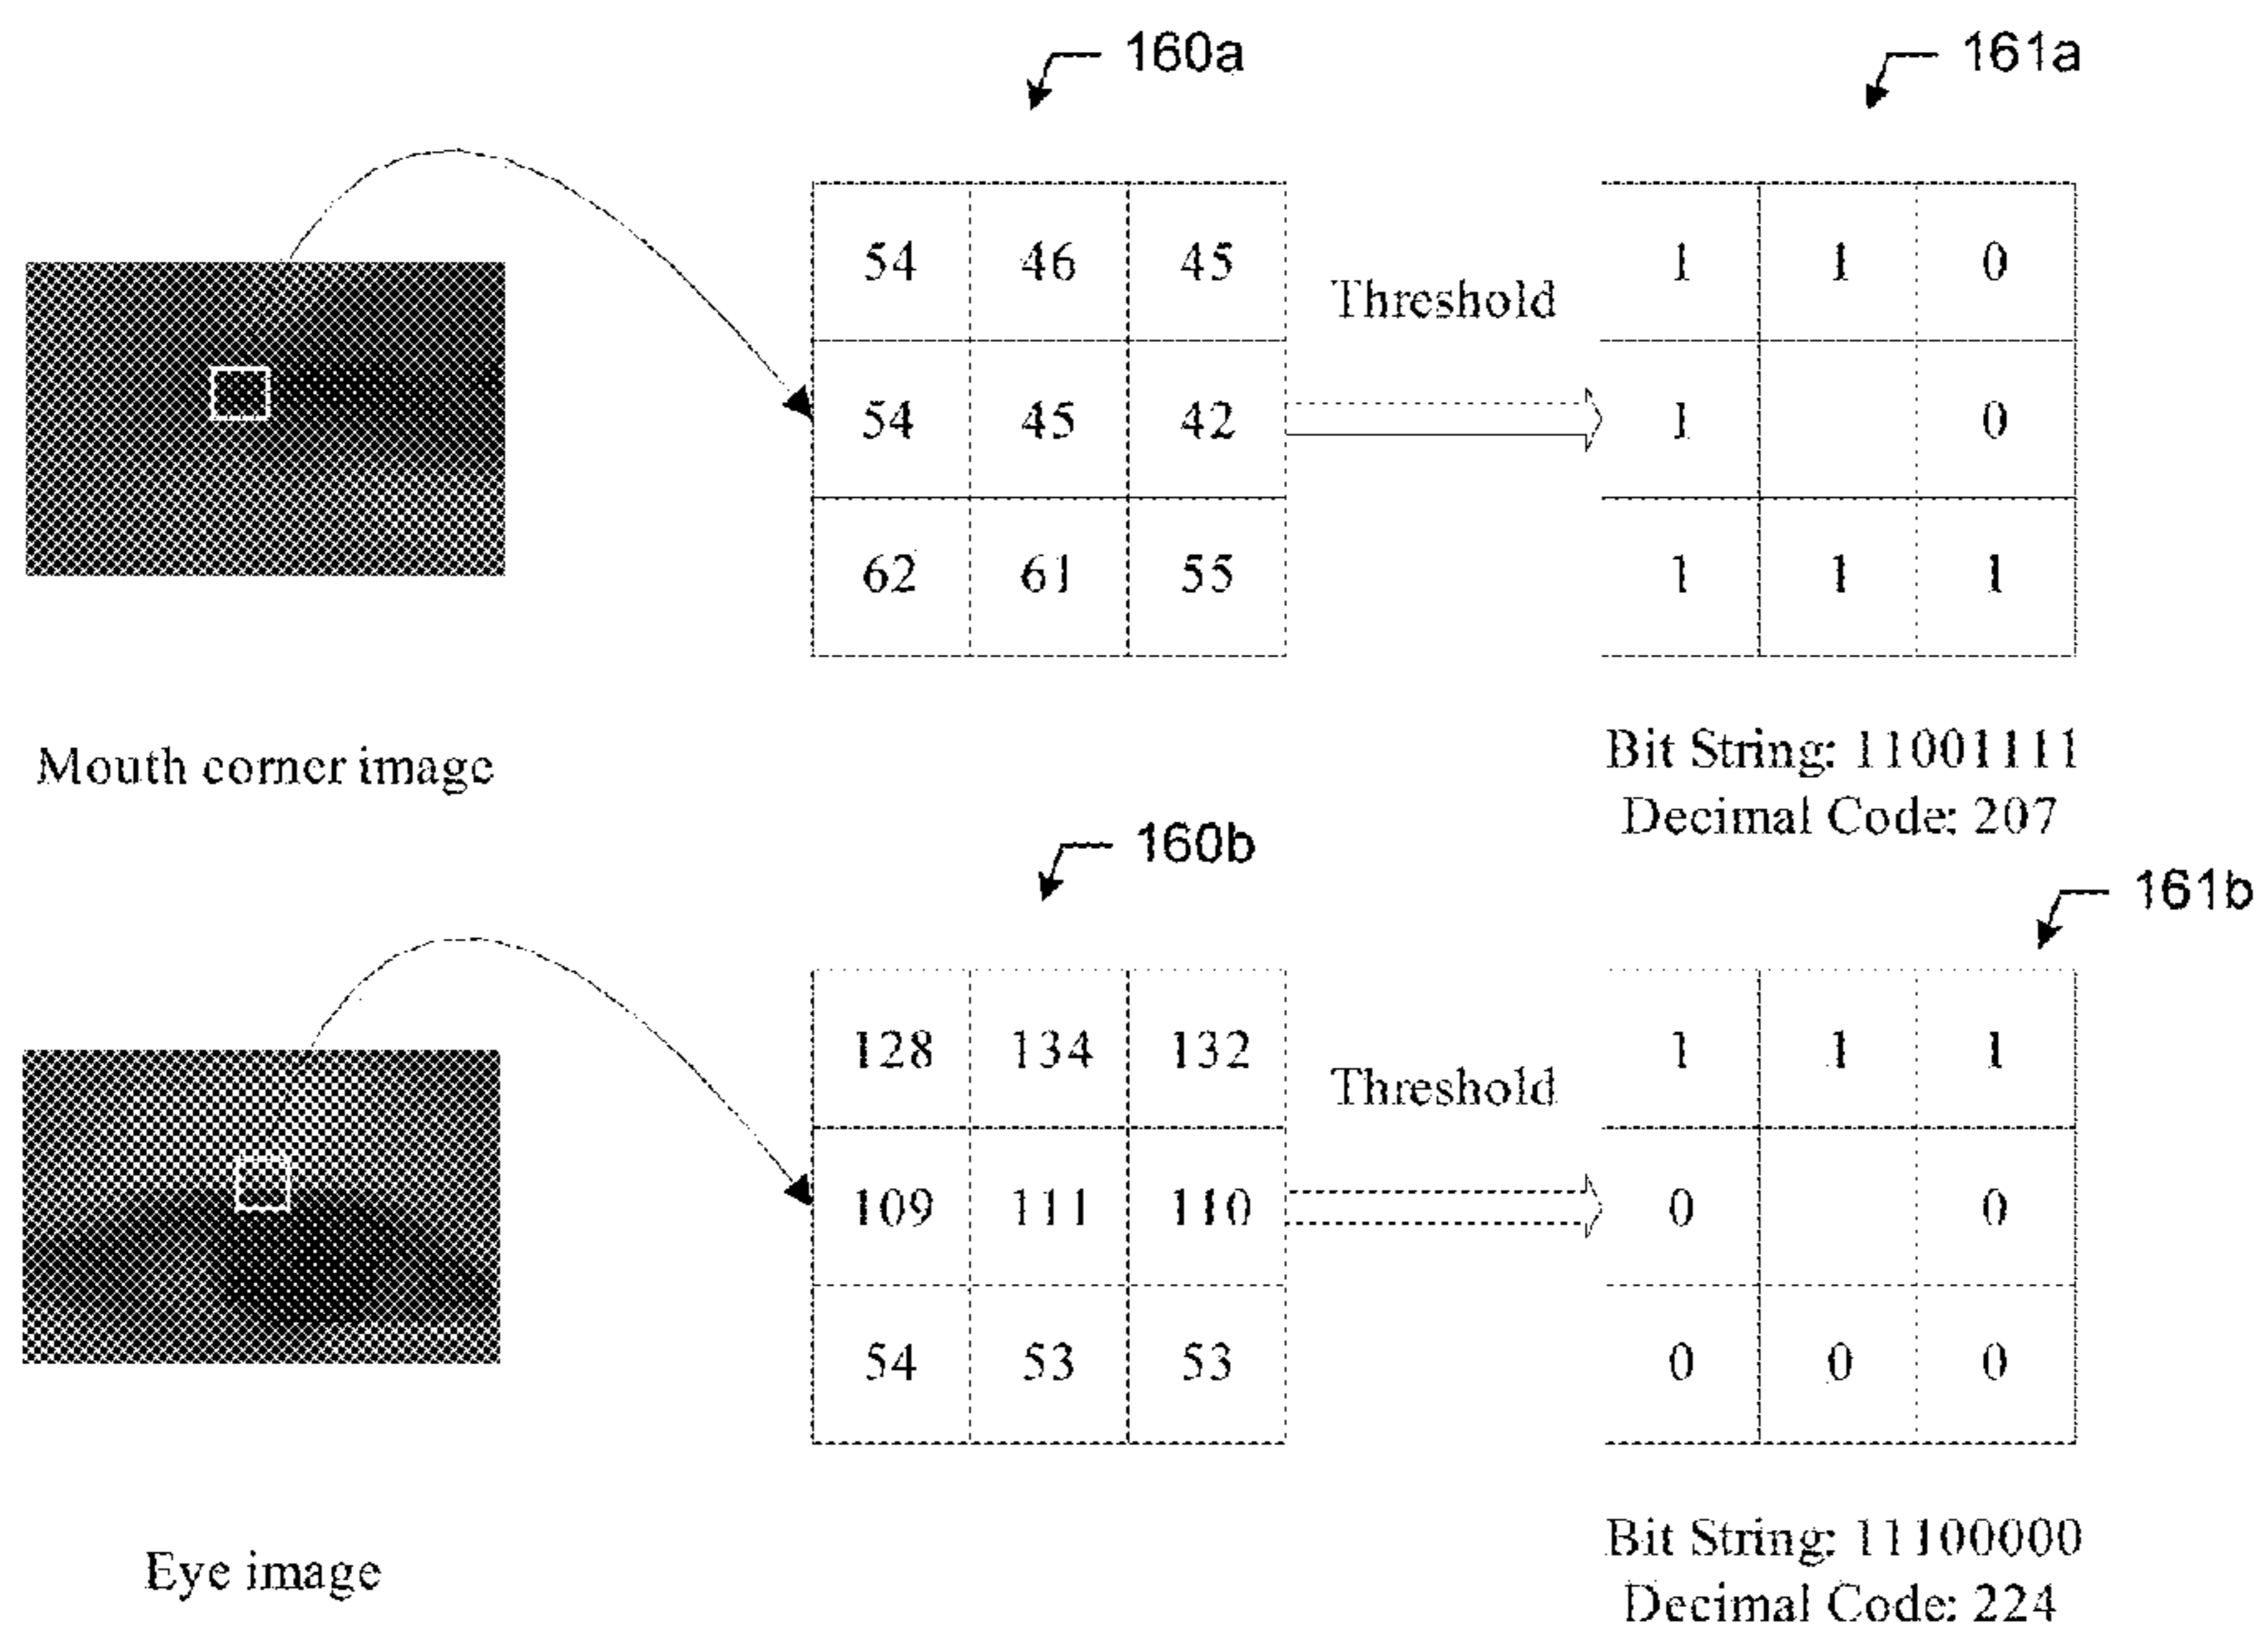 160a
161a
54 46 45
Threshold
1 1 0
54 45 42
1 0
62 61 55
1 1 1
Mouth corner image
Bit String: 11001111
Decimal Code: 207
160b
161b
128 134 132
Threshold
1 1 1
109 111 110
0 0
54 53 53
0 0 0
Eye image
Bit String: 11100000
Decimal Code: 224